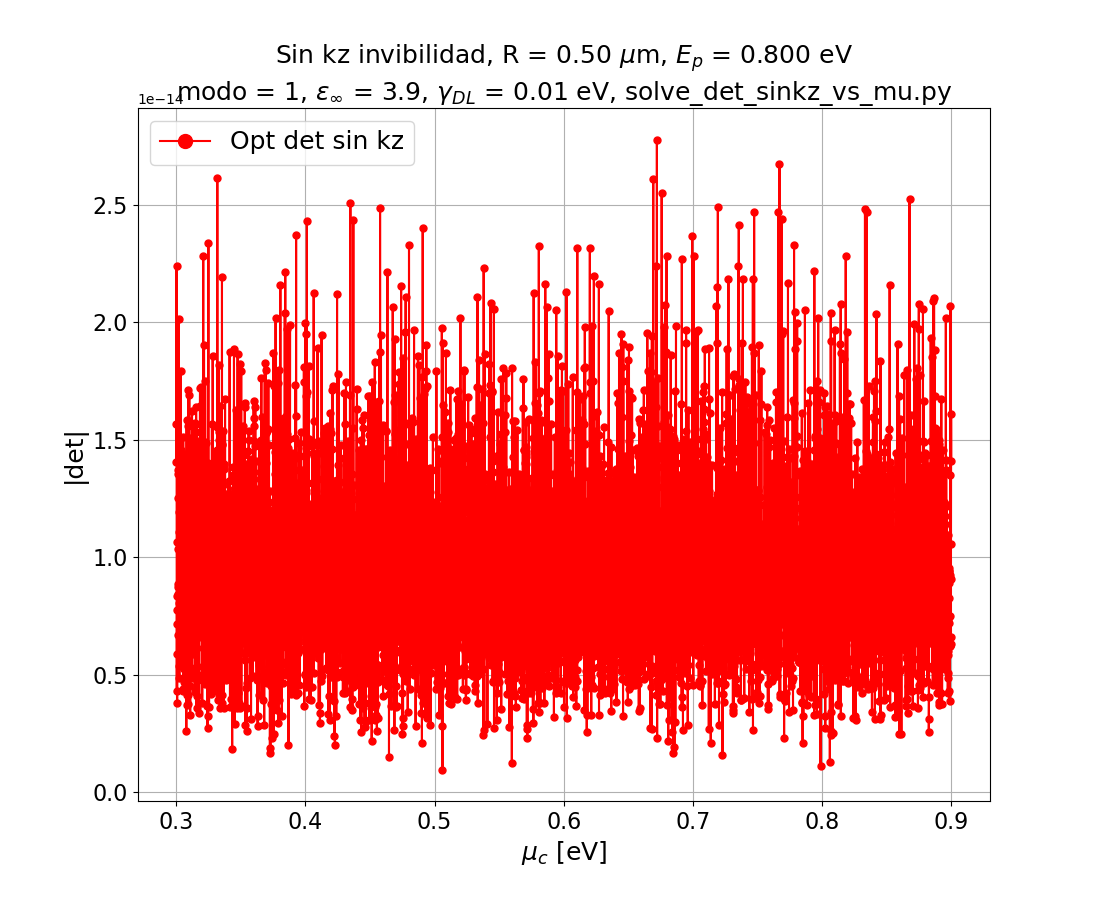 Sin kz invibilidad, R = 0.50 μm, E_p = 0.800 eV
modo = 1, ε_∞ = 3.9, γ_DL = 0.01 eV, solve_det_sinkz_vs_mu.py
1e−14
Opt det sin kz
2.5
2.0
1.5
1.0
0.5
0.0
|det|
0.3 0.4 0.5 0.6 0.7 0.8 0.9
μ_c [eV]